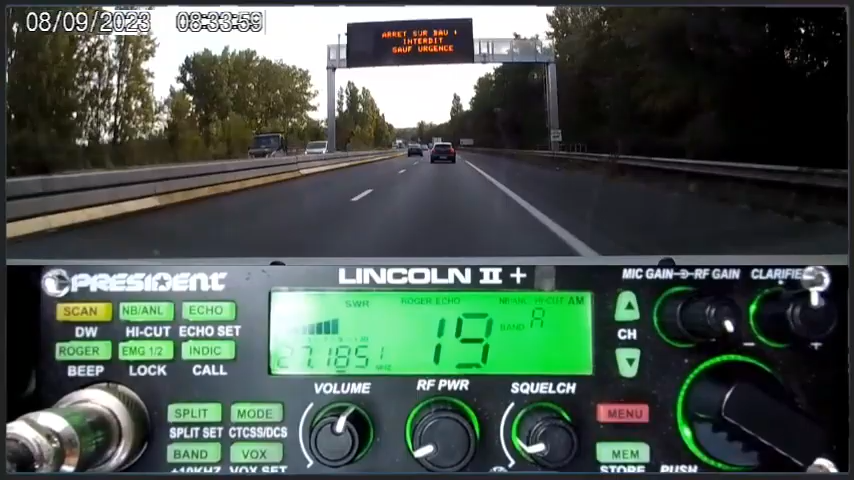 08/09/2023 08:33:59
ARRET SUR BAU
INTERDIT
SAUF URGENCE
PRESIDENT LINCOLN II + MIC GAIN RF GAIN CLARIFIER
SCAN NB/ANL ECHO
DW HI-CUT ECHO SET
ROGER EMG 1/2 INDIC
BEEP LOCK CALL
SWR ROGER ECHO NB/ANL HI-CUT AM
19 BAND A
27.1851 MHz
CH
VOLUME RF PWR SQUELCH
SPLIT MODE
SPLIT SET CTCSS/DCS
BAND VOX
+10KHZ VOX SET
MENU
MEM
STORE PUSH